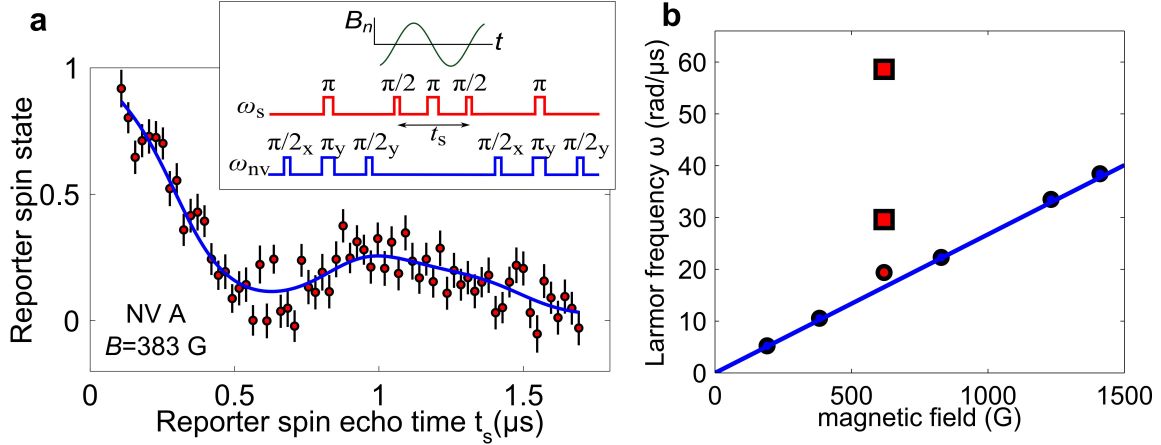 a
B_n
t
π π/2 π π/2 π
ω_s
t_s
π/2_x π_y π/2_y π/2_x π_y π/2_y
ω_nv
Reporter spin state
1
0.5
0
NV A
B=383 G
0 0.5 1 1.5
Reporter spin echo time t_s(μs)
b
Larmor frequency ω (rad/μs)
60
50
40
30
20
10
0
0 500 1000 1500
magnetic field (G)